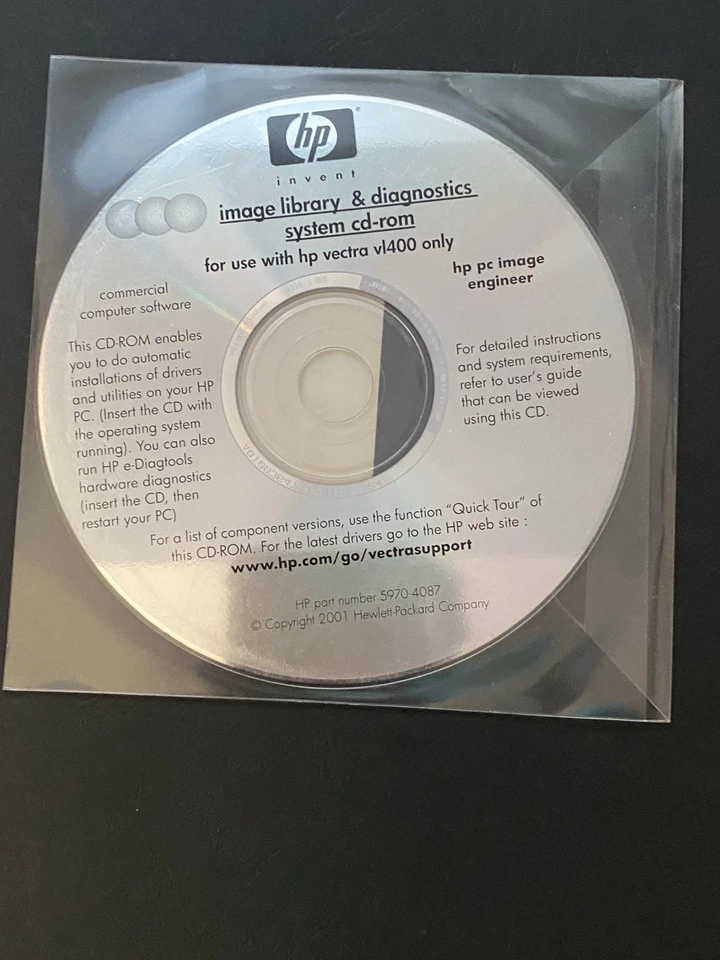 hp
invent
image library & diagnostics
system cd-rom
for use with hp vectra vl400 only
commercial
computer software
hp pc image
engineer
This CD-ROM enables
you to do automatic
installations of drivers
and utilities on your HP
PC. (Insert the CD with
the operating system
running). You can also
run HP e-Diagtools
hardware diagnostics
(insert the CD, then
restart your PC)
For detailed instructions
and system requirements,
refer to user's guide
that can be viewed
using this CD.
For a list of component versions, use the function "Quick Tour" of
this CD-ROM. For the latest drivers go to the HP web site :
www.hp.com/go/vectrasupport
HP part number 5970-4087
© Copyright 2001 Hewlett-Packard Company